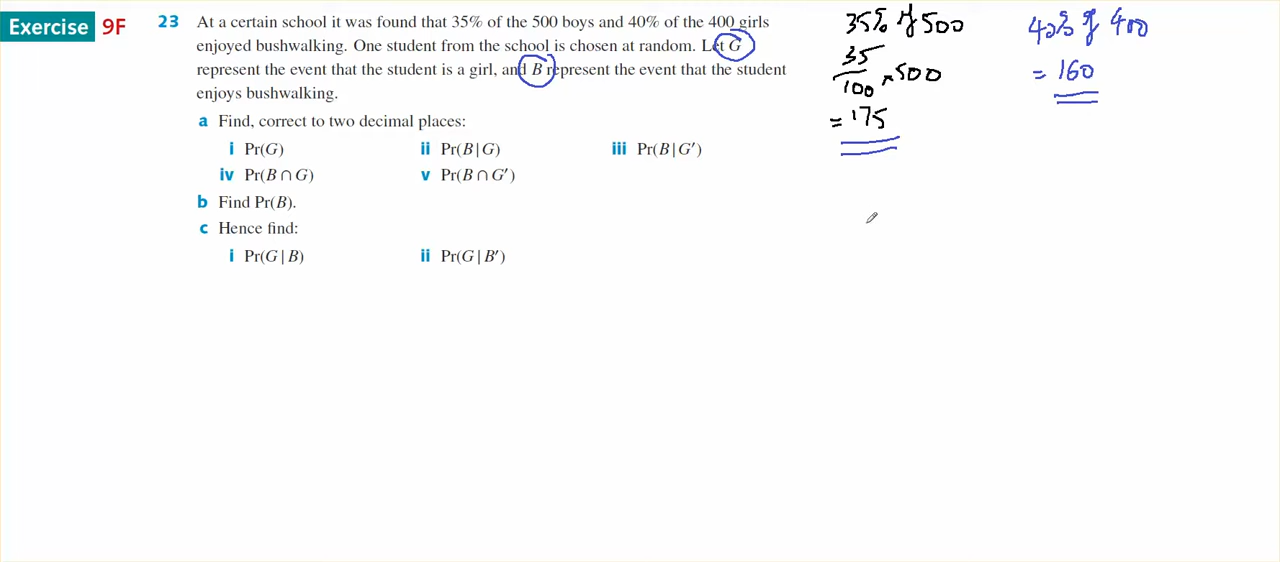 Exercise 9F
23 At a certain school it was found that 35% of the 500 boys and 40% of the 400 girls
enjoyed bushwalking. One student from the school is chosen at random. Let G
represent the event that the student is a girl, and B represent the event that the student
enjoys bushwalking.
a Find, correct to two decimal places:
i Pr(G) ii Pr(B|G) iii Pr(B|G′)
iv Pr(B∩G) v Pr(B∩G′)
b Find Pr(B).
c Hence find:
i Pr(G|B) ii Pr(G|B′)
35% of 500
35
100 × 500
= 175
40% of 400
= 160